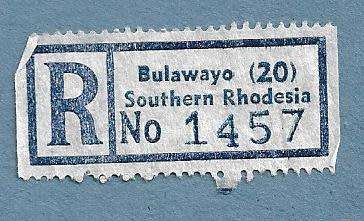 R
Bulawayo (20)
Southern Rhodesia
No 1457